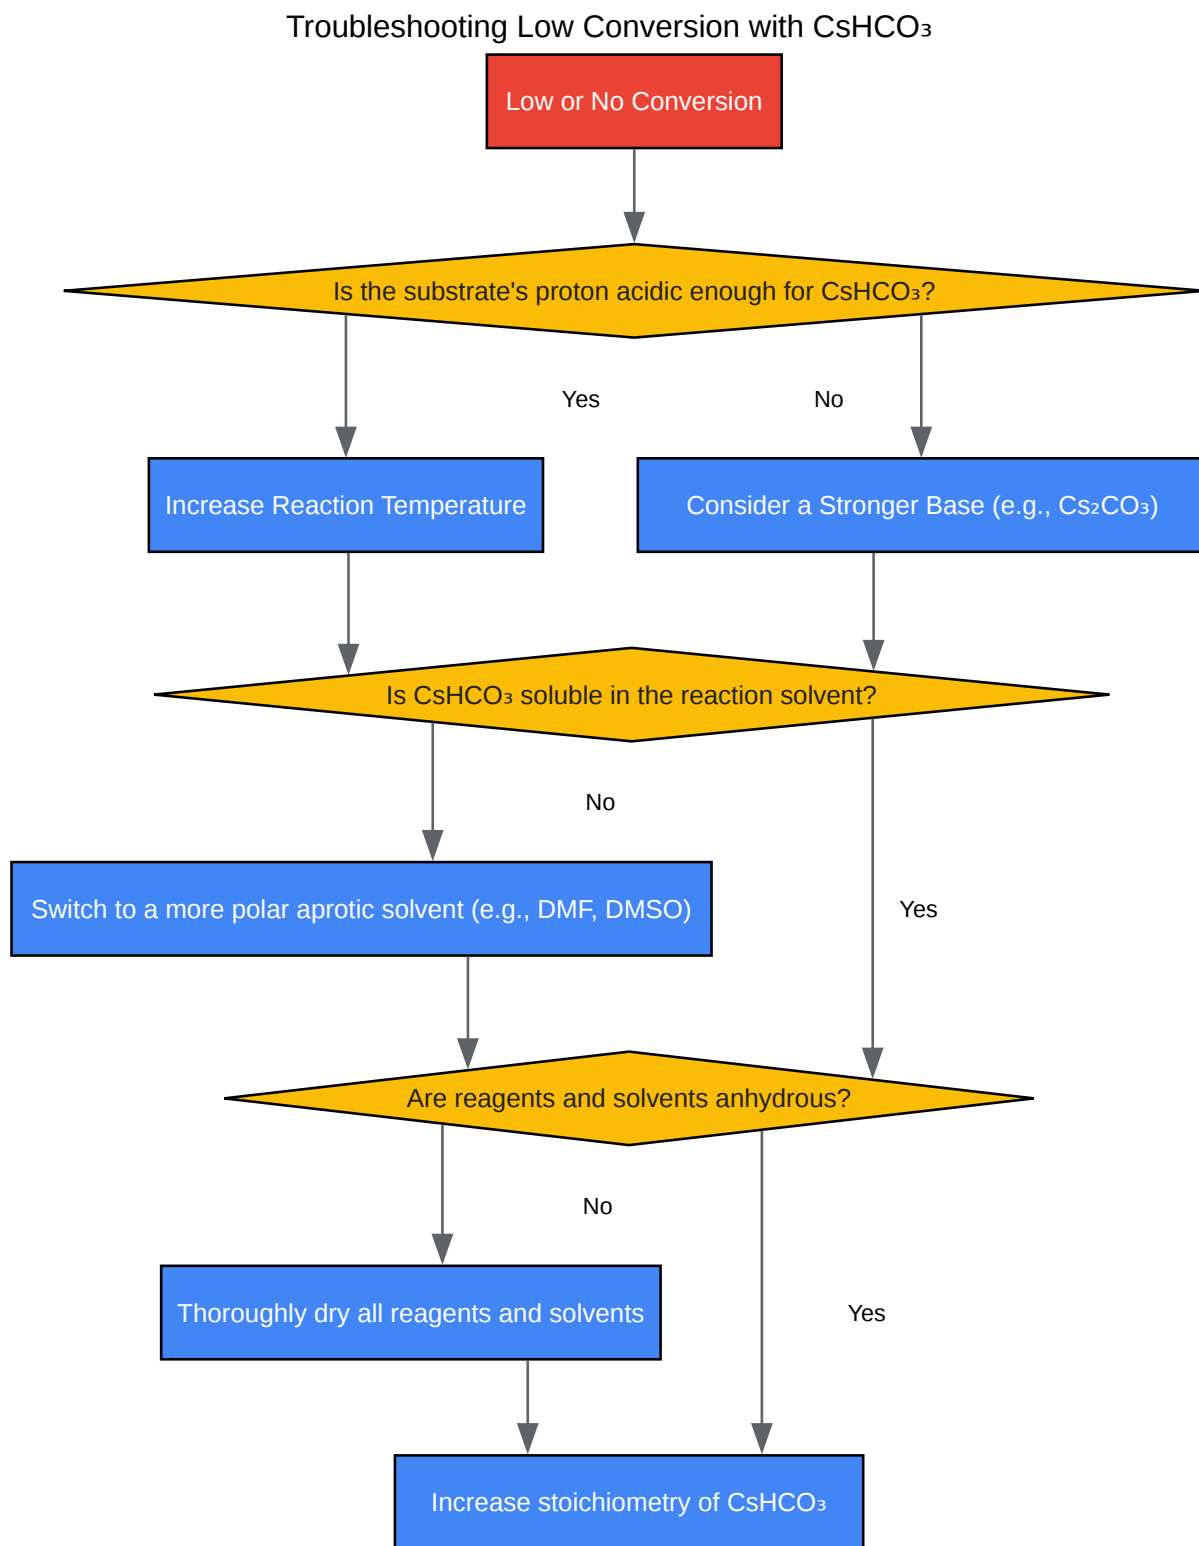 Troubleshooting Low Conversion with CsHCO₃
Low or No Conversion
Is the substrate's proton acidic enough for CsHCO₃?
Yes
No
Increase Reaction Temperature
Consider a Stronger Base (e.g., Cs₂CO₃)
Is CsHCO₃ soluble in the reaction solvent?
No
Switch to a more polar aprotic solvent (e.g., DMF, DMSO)
Yes
Are reagents and solvents anhydrous?
No
Thoroughly dry all reagents and solvents
Yes
Increase stoichiometry of CsHCO₃